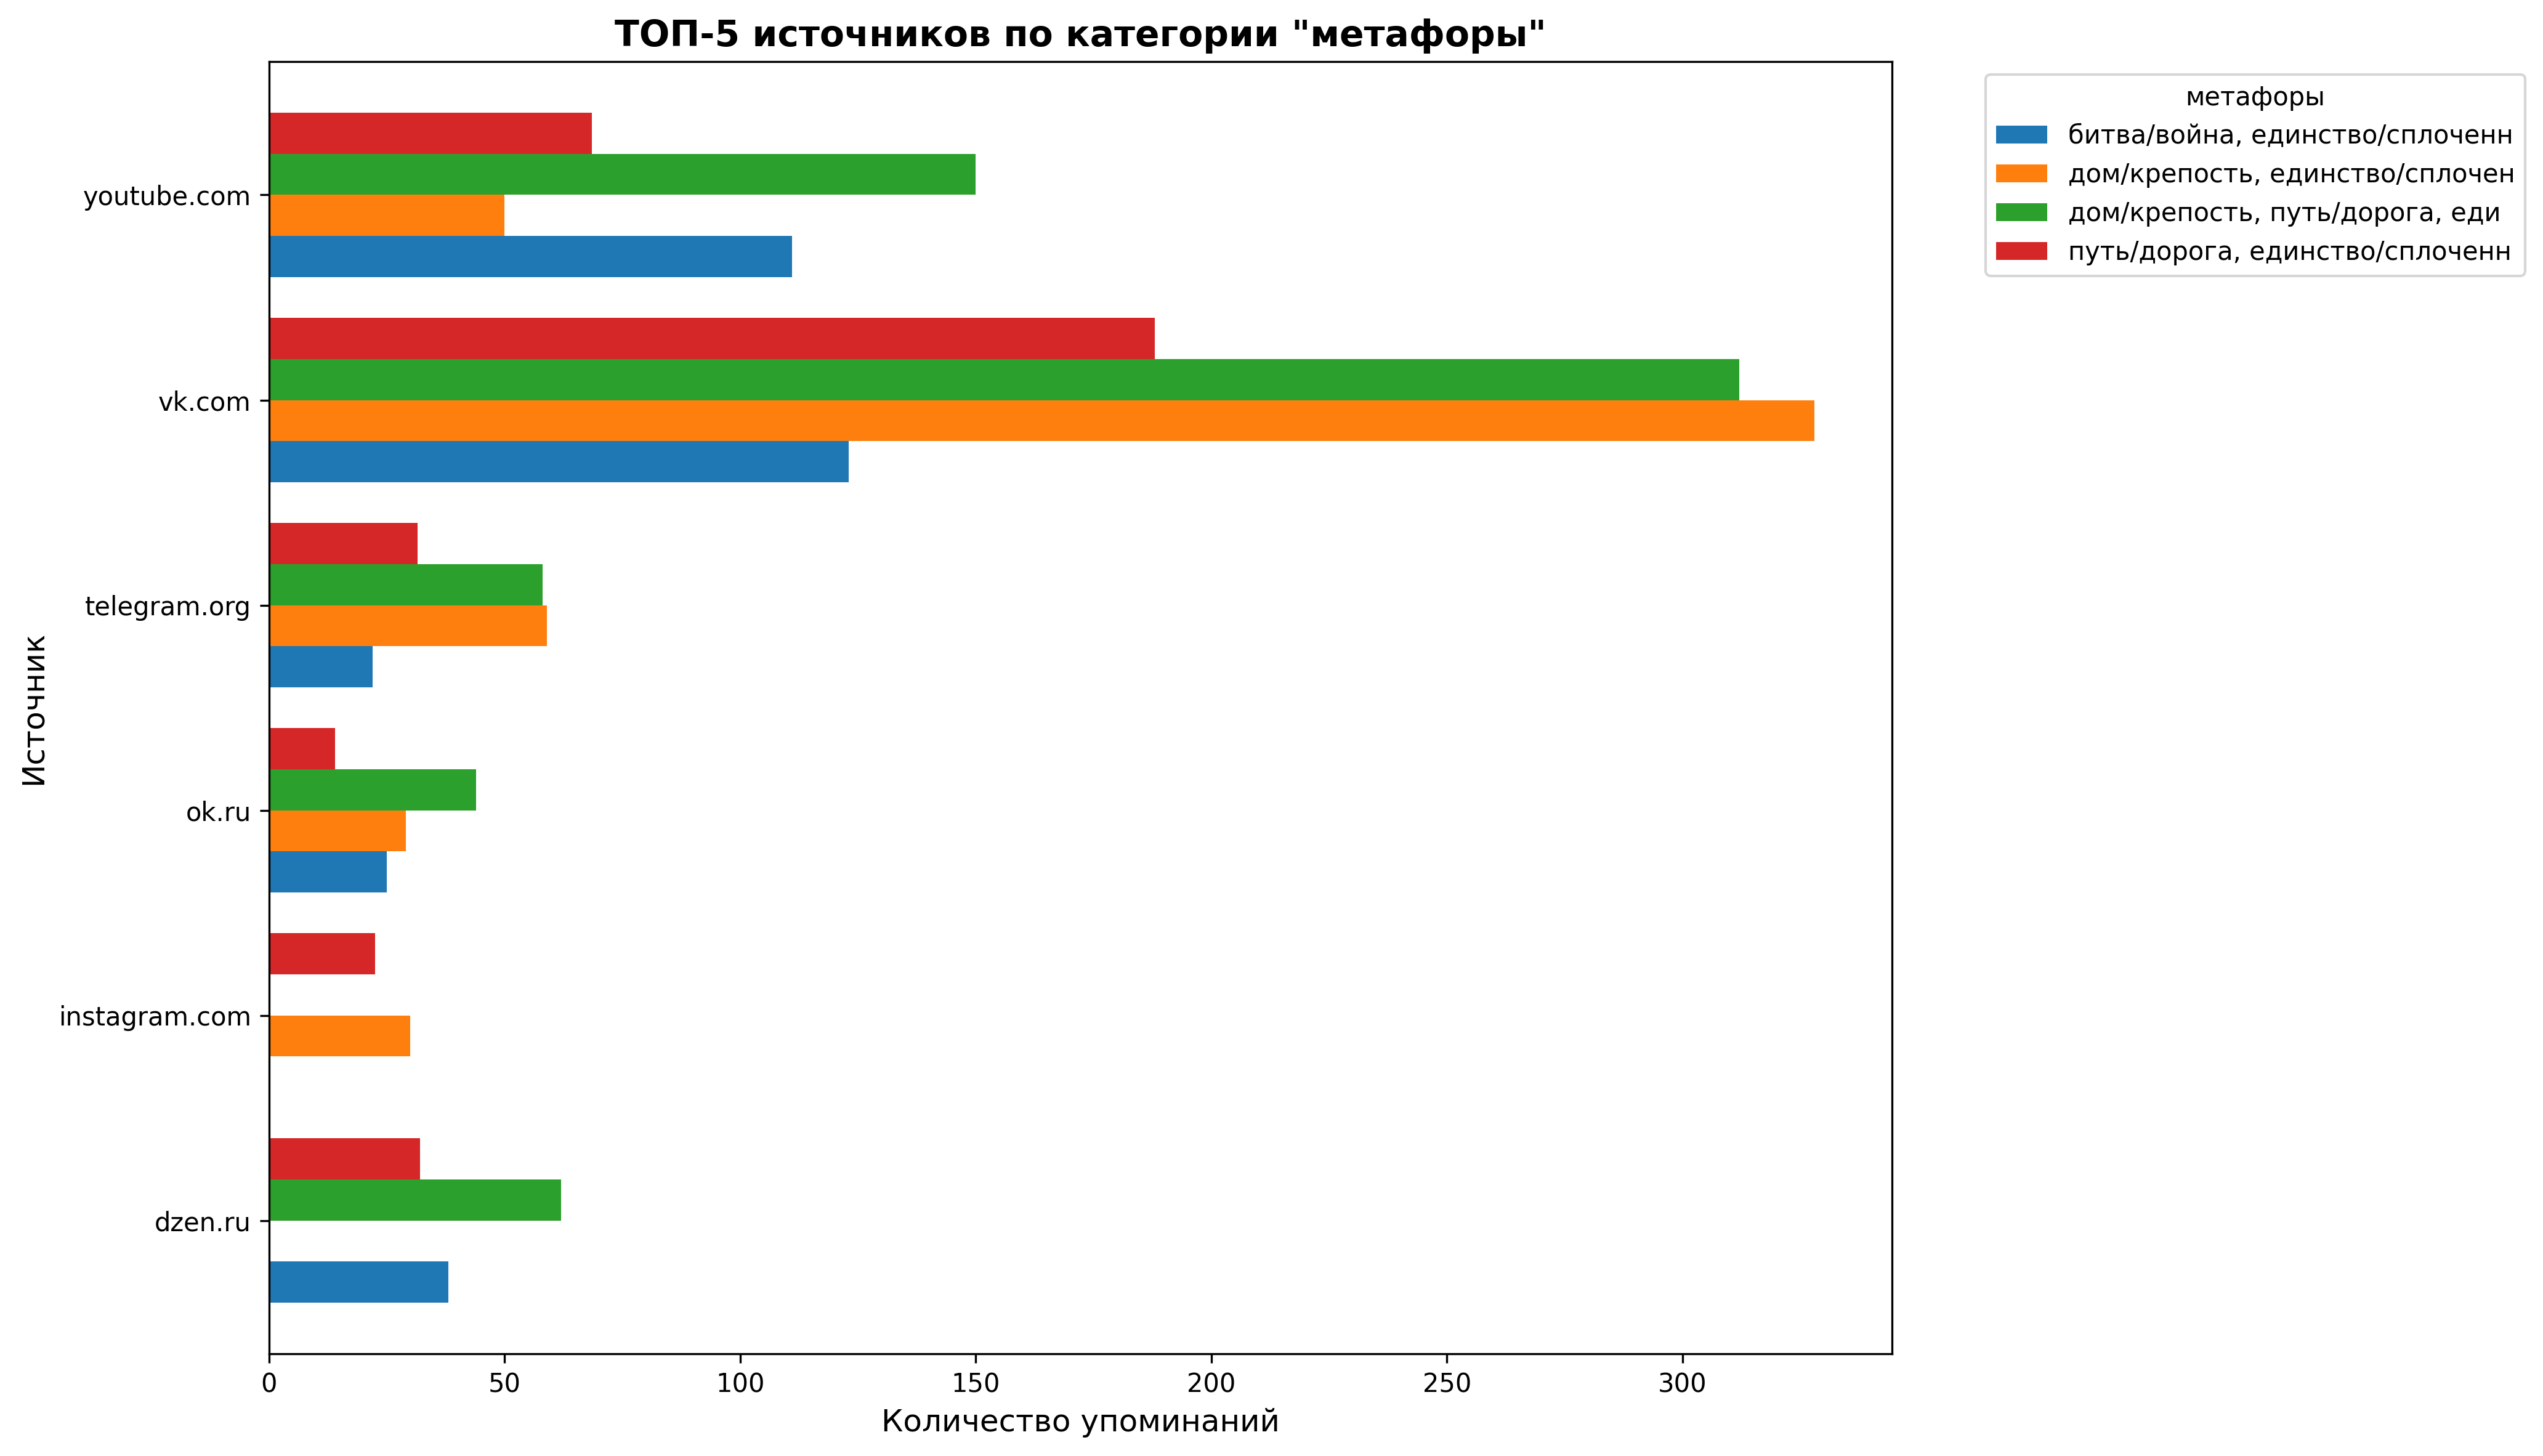 ТОП-5 источников по категории "метафоры"
метафоры
битва/война, единство/сплоченн
дом/крепость, единство/сплочен
дом/крепость, путь/дорога, еди
путь/дорога, единство/сплоченн
Источник
youtube.com
vk.com
telegram.org
ok.ru
instagram.com
dzen.ru
0 50 100 150 200 250 300
Количество упоминаний